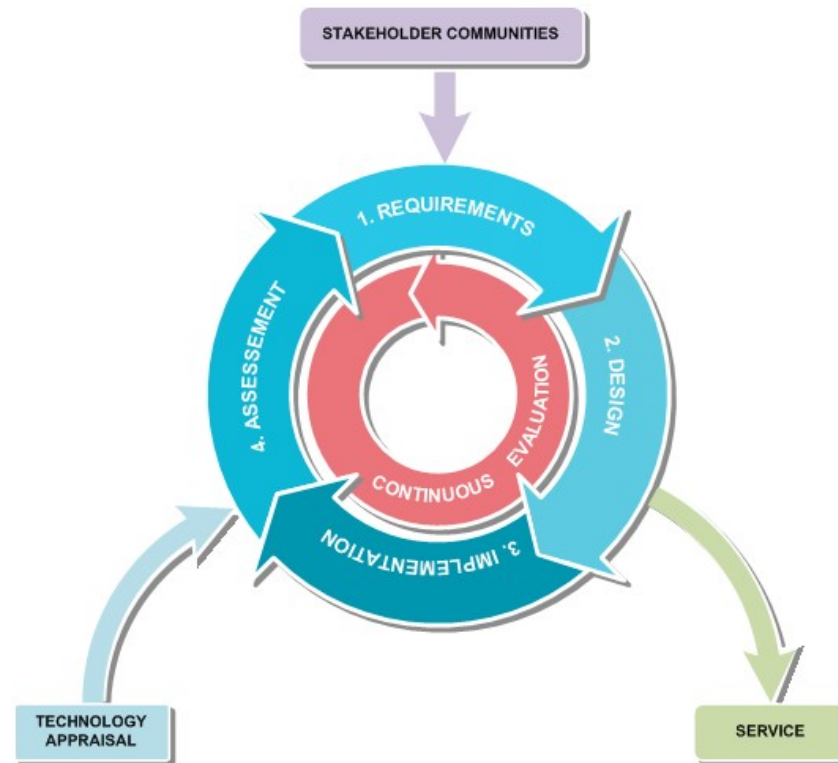 STAKEHOLDER COMMUNITIES
1. REQUIREMENTS
2. DESIGN
3. IMPLEMENTATION
4. ASSESSEMENT
CONTINUOUS EVALUATION
TECHNOLOGY
APPRAISAL
SERVICE